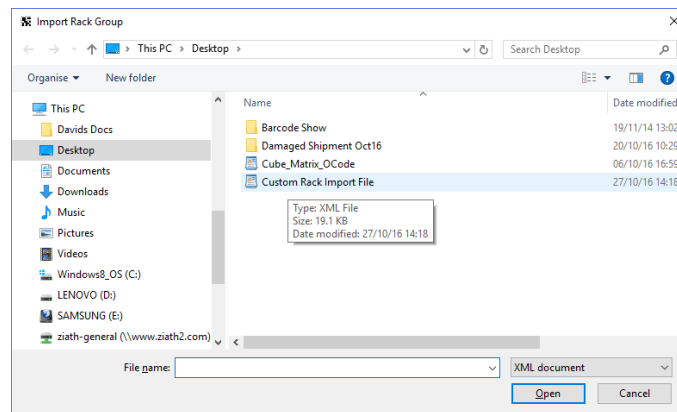 Import Rack Group
This PC > Desktop >
Search Desktop
Organise
New folder
Name
Date modified
This PC
Davids Docs
Desktop
Documents
Downloads
Music
Pictures
Videos
Windows8_OS (C:)
LENOVO (D:)
SAMSUNG (E:)
ziath-general (\\www.ziath2.com)
Barcode Show
19/11/14 13:02
Damaged Shipment Oct16
20/10/16 10:29
Cube_Matrix_OCode
06/10/16 16:59
Custom Rack Import File
27/10/16 14:18
Type: XML File
Size: 19.1 KB
Date modified: 27/10/16 14:18
File name:
XML document
Open
Cancel